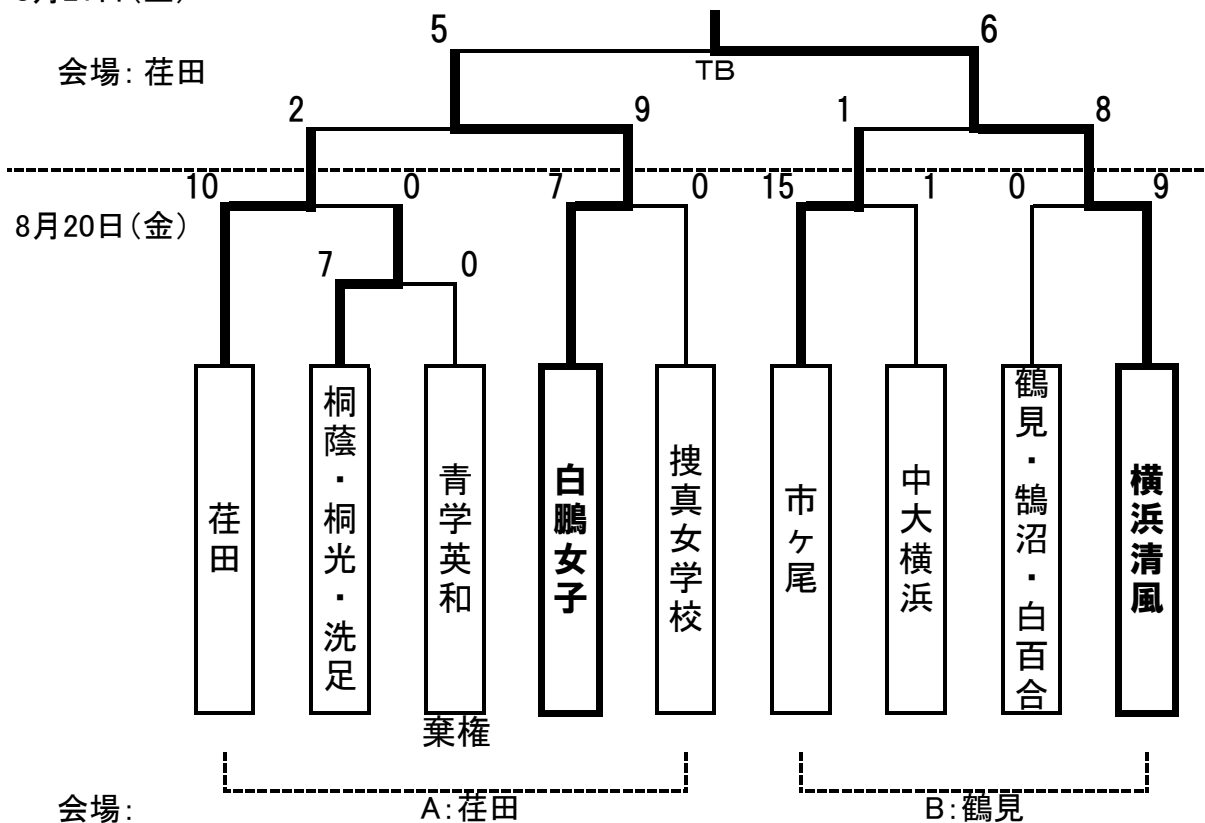 5
6
会場: 荏田
TB
2
9
1
8
10
0
7
0
15
1
0
9
8月20日(金)
7
0
荏田
桐蔭・桐光・洗足
青学英和
白鵬女子
捜真女学校
市ヶ尾
中大横浜
鶴見・鵠沼・白百合
横浜清風
棄権
会場:
A:荏田
B:鶴見